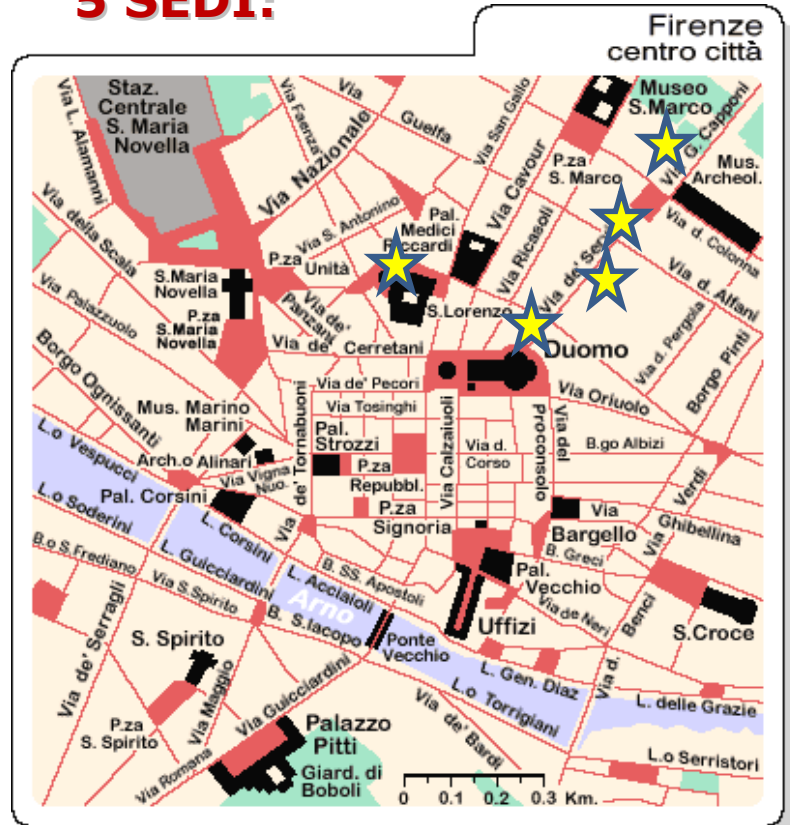 5 SEDI:
Firenze
centro città
Staz.
Centrale
S. Maria
Novella
Via L. Alamanni
Via Faenza
Via
Guelfa
Via Nazionale
Via San Gallo
Via Cavour
Museo
S.Marco
Via G. Capponi
P.za
S. Marco
Mus.
Archeol.
Via d. Colonna
Via della Scala
Via S. Antonino
Pal.
Medici
Riccardi
Via Ricasoli
Via de'
Via d. Alfani
P.za
Unità
S.Maria
Novella
P.za
S.Maria
Novella
Via Palazzuolo
Via de'
Panzani
S.Lorenzo
Via de' Cerretani
Duomo
Via d. Pergola
Borgo Pinti
Borgo Ognissanti
Via de' Pecori
Via Tosinghi
Via Oriuolo
Mus. Marino
Marini
Via de' Tornabuoni
Pal.
Strozzi
Via Calzaiuoli
Via del
Proconsolo
Via d.
Corso
B.go Albizi
L.o Vespucci
Arch.o Alinari
Via Vigna
Nuo.
P.za
Repubbl.
L.o Soderini
Pal. Corsini
P.za
Signoria
Via
Ghibellina
Via Verdi
Bargello
B. Greci
B.o S.Frediano
L. Corsini
L. Guicciardini
B. SS. Apostoli
L. Acciaioli
Pal.
Vecchio
Via de Neri
Via d. Benci
S.Croce
Via S.Spirito
Arno
B. S.Iacopo
Ponte
Vecchio
Uffizi
Via de' Serragli
S. Spirito
Via Maggio
Via Guicciardini
L. Gen. Diaz
L.o Torrigiani
L. delle Grazie
Via de' Bardi
P.za
S. Spirito
Via Romana
Palazzo
Pitti
Giard. di
Boboli
L.o Serristori
0 0.1 0.2 0.3 Km.